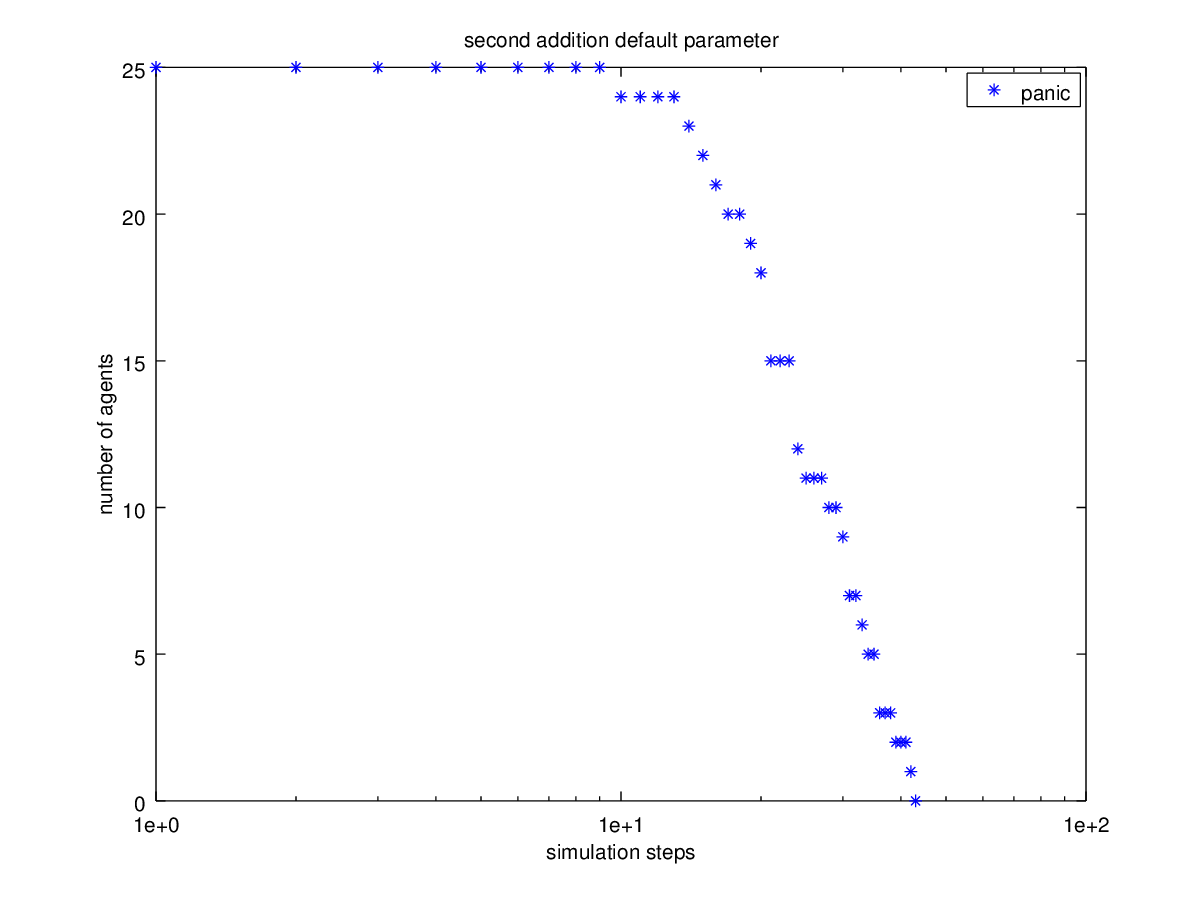 second addition default parameter
panic
25
20
15
10
5
0
number of agents
1e+0
1e+1
1e+2
simulation steps